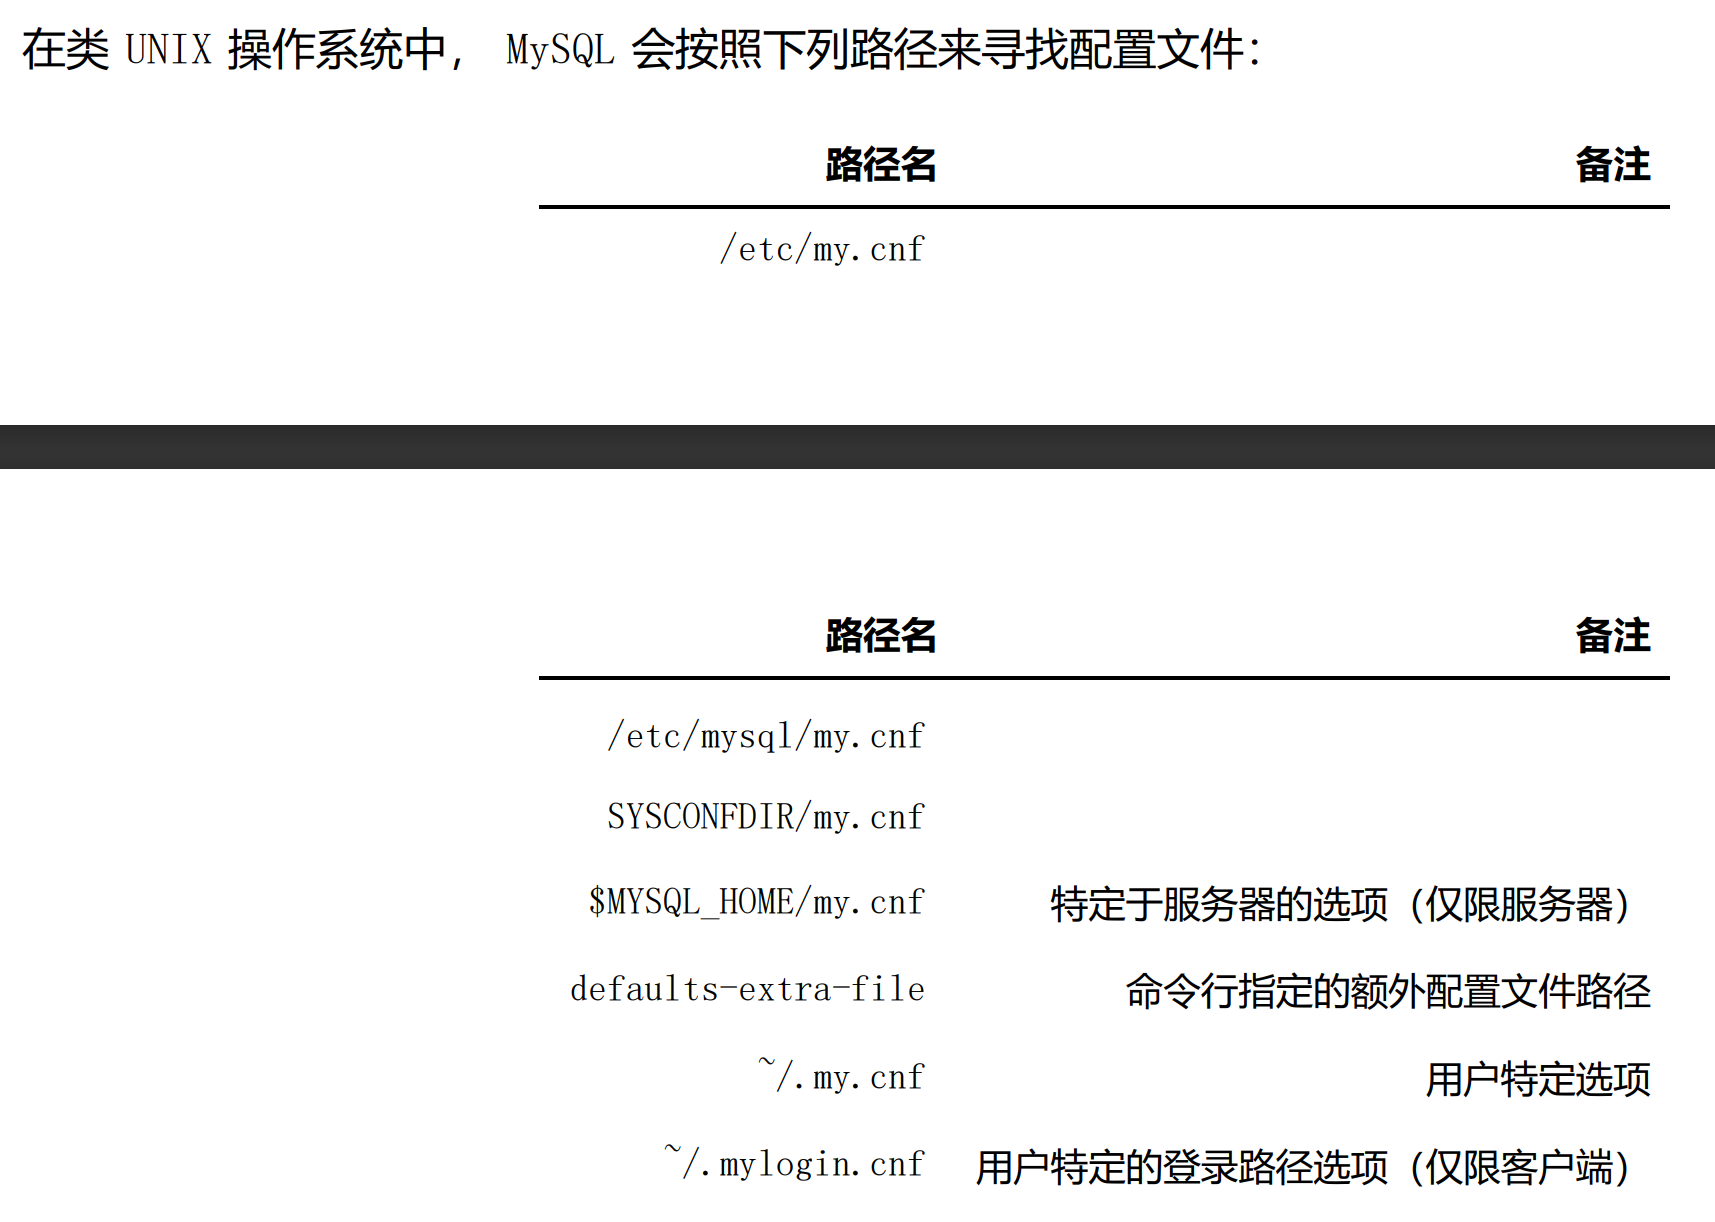 在类 UNIX 操作系统中， MySQL 会按照下列路径来寻找配置文件：
路径名 备注
/etc/my.cnf
路径名 备注
/etc/mysql/my.cnf
SYSCONFDIR/my.cnf
$MYSQL_HOME/my.cnf 特定于服务器的选项（仅限服务器）
defaults-extra-file 命令行指定的额外配置文件路径
~/.my.cnf 用户特定选项
~/.mylogin.cnf 用户特定的登录路径选项（仅限客户端）